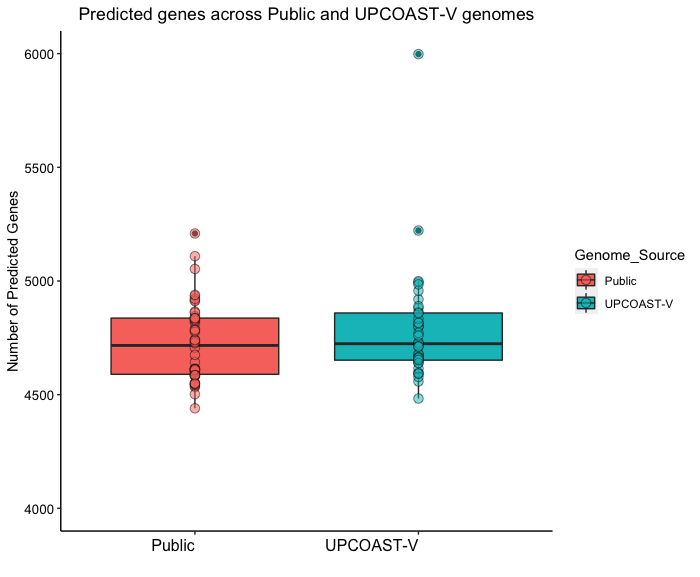 Predicted genes across Public and UPCOAST-V genomes
Number of Predicted Genes
6000
5500
5000
4500
4000
Public
UPCOAST-V
Genome_Source
Public
UPCOAST-V